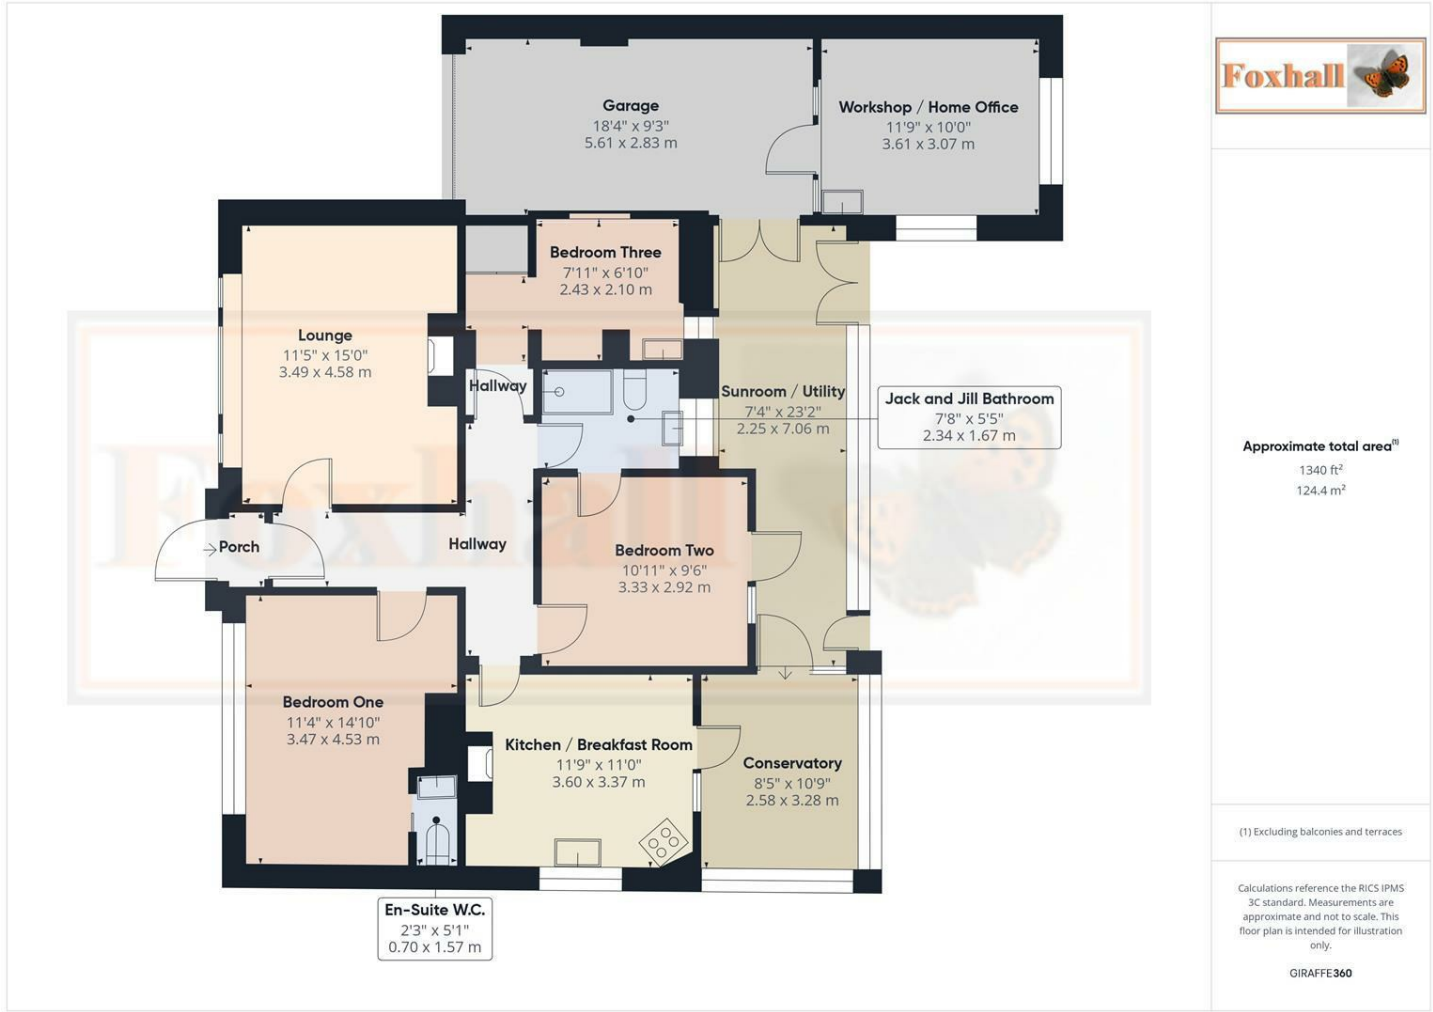 Garage
18'4" x 9'3"
5.61 x 2.83 m
Workshop / Home Office
11'9" x 10'0"
3.61 x 3.07 m
Foxhall
Bedroom Three
7'11" x 6'10"
2.43 x 2.10 m
Lounge
11'5" x 15'0"
3.49 x 4.58 m
Hallway
Sunroom / Utility
7'4" x 23'2"
2.25 x 7.06 m
Jack and Jill Bathroom
7'8" x 5'5"
2.34 x 1.67 m
Approximate total area(1)
1340 ft²
124.4 m²
Foxhall
Porch
Hallway
Bedroom Two
10'11" x 9'6"
3.33 x 2.92 m
Bedroom One
11'4" x 14'10"
3.47 x 4.53 m
Kitchen / Breakfast Room
11'9" x 11'0"
3.60 x 3.37 m
Conservatory
8'5" x 10'9"
2.58 x 3.28 m
En-Suite W.C.
2'3" x 5'1"
0.70 x 1.57 m
(1) Excluding balconies and terraces
Calculations reference the RICS IPMS
3C standard. Measurements are
approximate and not to scale. This
floor plan is intended for illustration
only.
GIRAFFE360